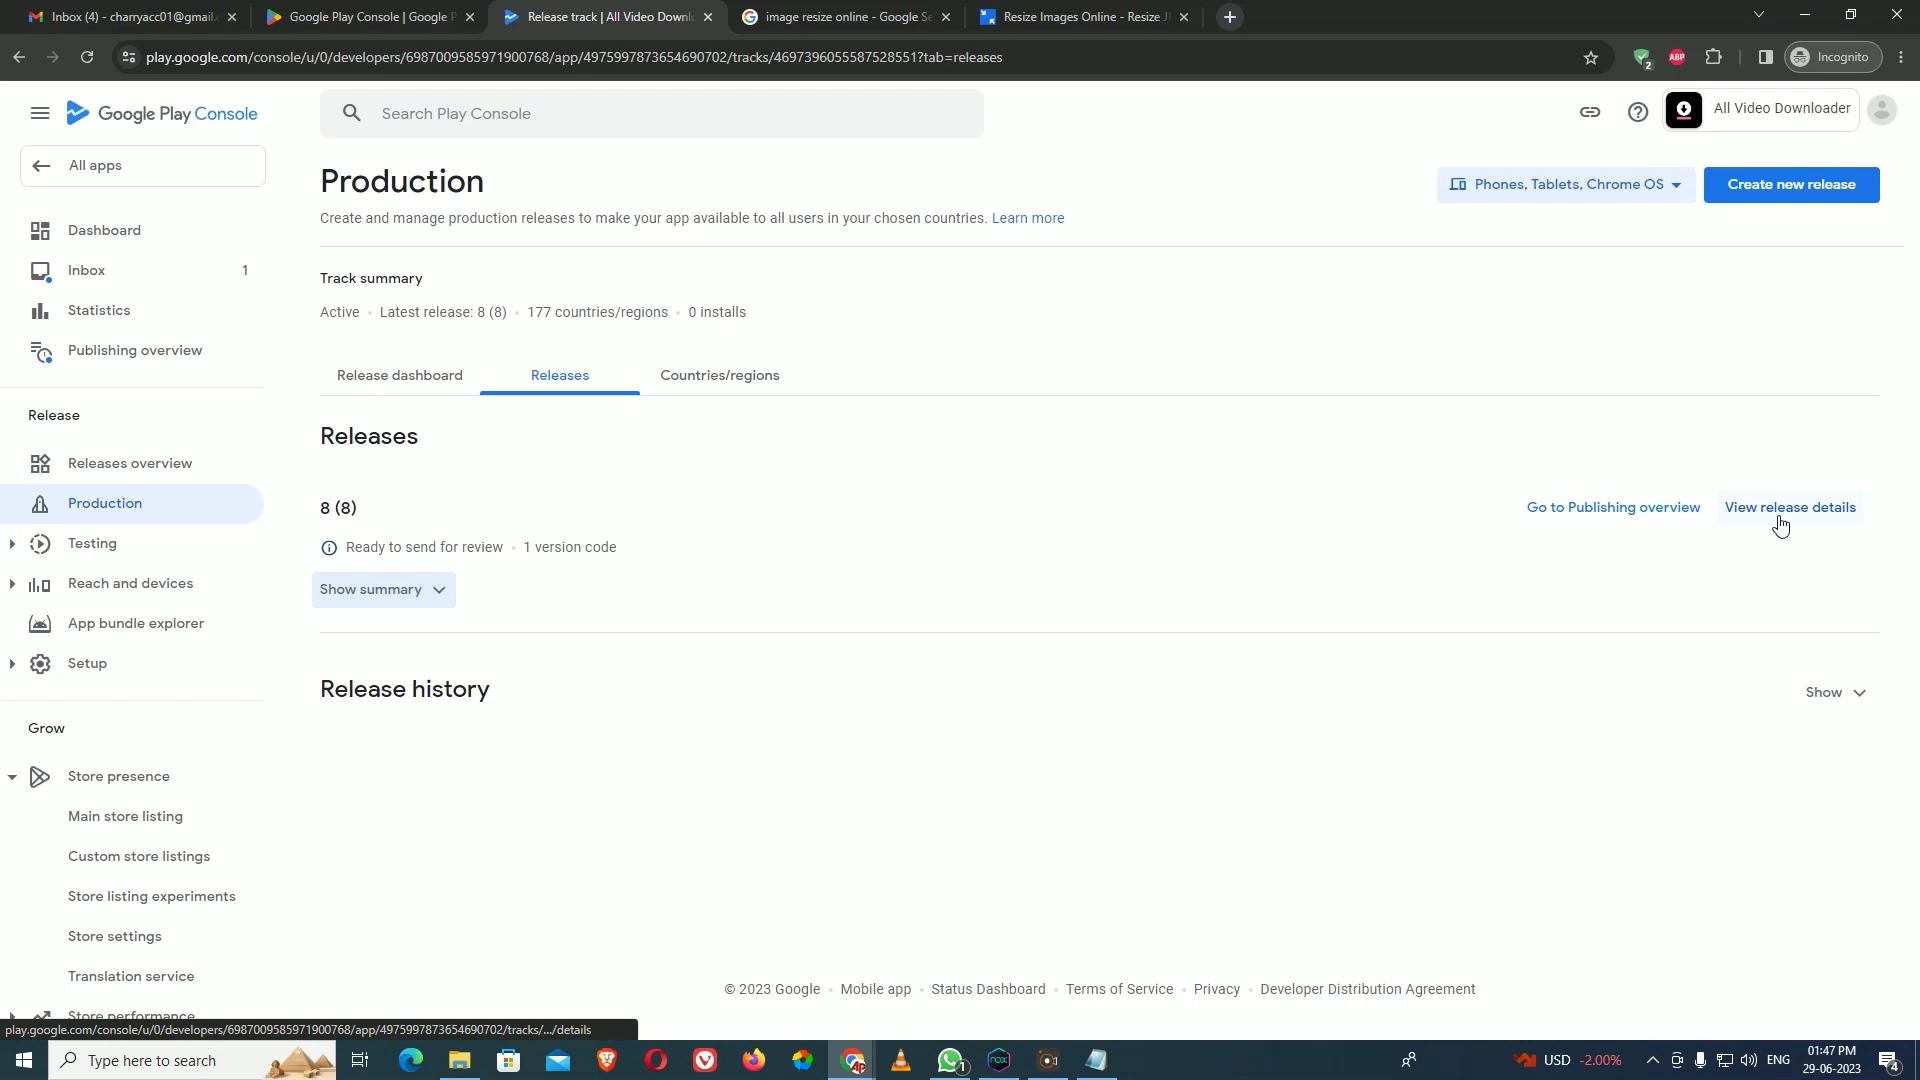 Inbox (4) - charryacc01@gmail.
Google Play Console | Google P
Release track | All Video Downl
image resize online - Google Se
Resize Images Online - Resize J
play.google.com/console/u/0/developers/6987009585971900768/app/4975997873654690702/tracks/4697396055587528551?tab=releases
2
ABP
Incognito
Google Play Console
Search Play Console
All Video Downloader
All apps
Production
Phones, Tablets, Chrome OS
Create new release
Create and manage production releases to make your app available to all users in your chosen countries. Learn more
Dashboard
Inbox 1
Statistics
Publishing overview
Track summary
Active • Latest release: 8 (8) • 177 countries/regions • 0 installs
Release dashboard
Releases
Countries/regions
Release
Releases overview
Production
Testing
Reach and devices
App bundle explorer
Setup
Releases
8 (8)
Go to Publishing overview
View release details
Ready to send for review • 1 version code
Show summary
Release history
Show
Grow
Store presence
Main store listing
Custom store listings
Store listing experiments
Store settings
Translation service
Store performance
© 2023 Google • Mobile app • Status Dashboard • Terms of Service • Privacy • Developer Distribution Agreement
play.google.com/console/u/0/developers/6987009585971900768/app/4975997873654690702/tracks/.../details
Type here to search
AP
1
rox
USD -2.00%
ENG
01:47 PM
29-06-2023
4